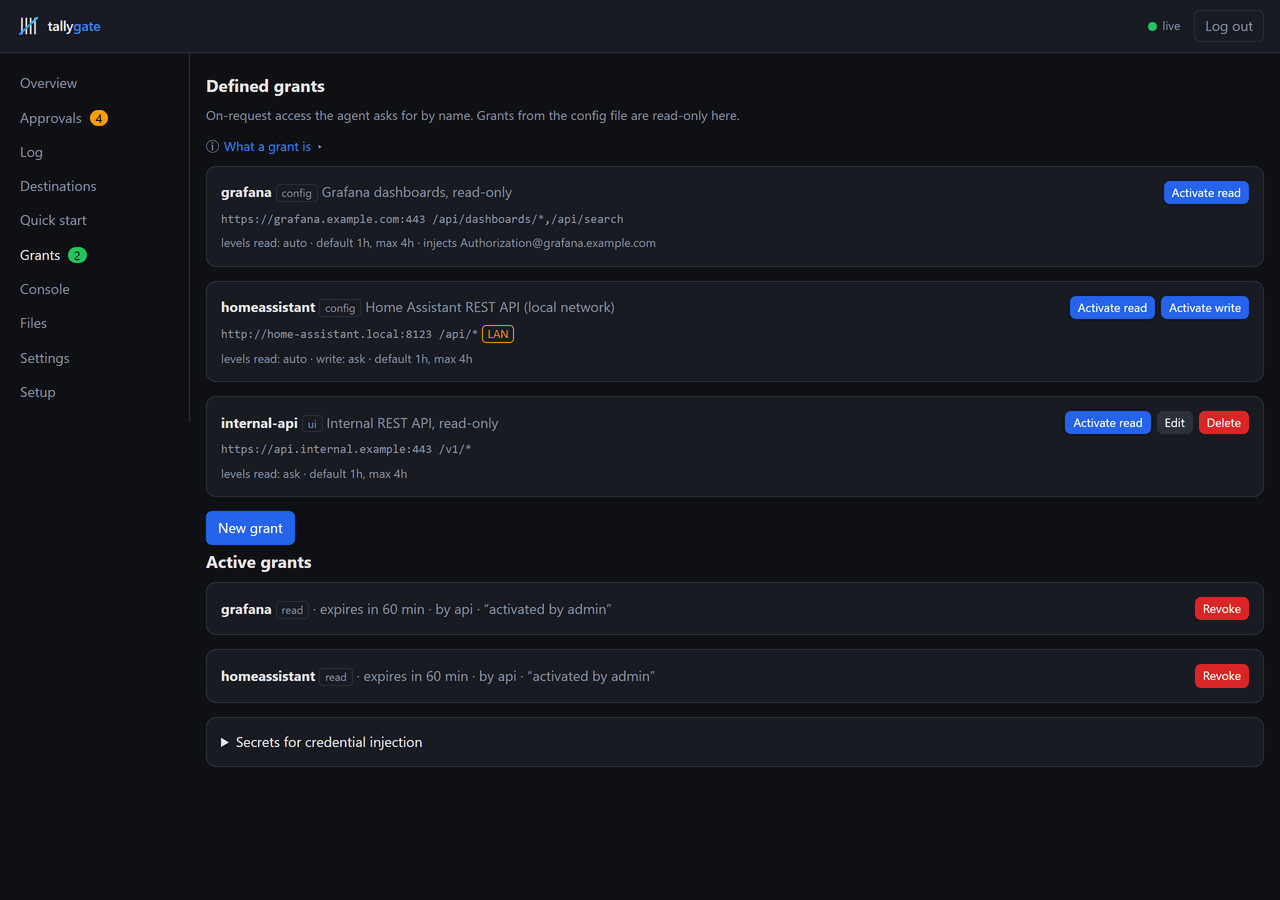 tallygate
live
Log out
Overview
Approvals 4
Log
Destinations
Quick start
Grants 2
Console
Files
Settings
Setup
Defined grants
On-request access the agent asks for by name. Grants from the config file are read-only here.
ⓘ What a grant is ▸
grafana config Grafana dashboards, read-only
Activate read
https://grafana.example.com:443 /api/dashboards/*,/api/search
levels read: auto · default 1h, max 4h · injects Authorization@grafana.example.com
homeassistant config Home Assistant REST API (local network)
Activate read Activate write
http://home-assistant.local:8123 /api/* LAN
levels read: auto · write: ask · default 1h, max 4h
internal-api ui Internal REST API, read-only
Activate read Edit Delete
https://api.internal.example:443 /v1/*
levels read: ask · default 1h, max 4h
New grant
Active grants
grafana read · expires in 60 min · by api · “activated by admin”
Revoke
homeassistant read · expires in 60 min · by api · “activated by admin”
Revoke
▶ Secrets for credential injection